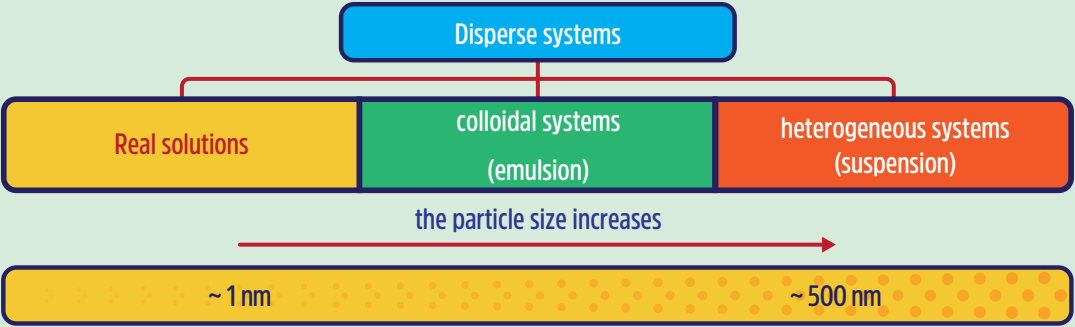 Disperse systems
Real solutions
colloidal systems
(emulsion)
heterogeneous systems
(suspension)
the particle size increases
~ 1 nm
~ 500 nm